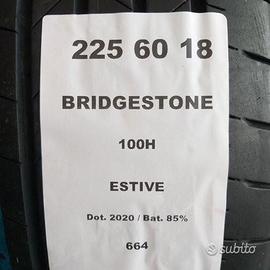 225 60 18
BRIDGESTONE
100H
ESTIVE
Dot. 2020 / Bat. 85%
664
subito